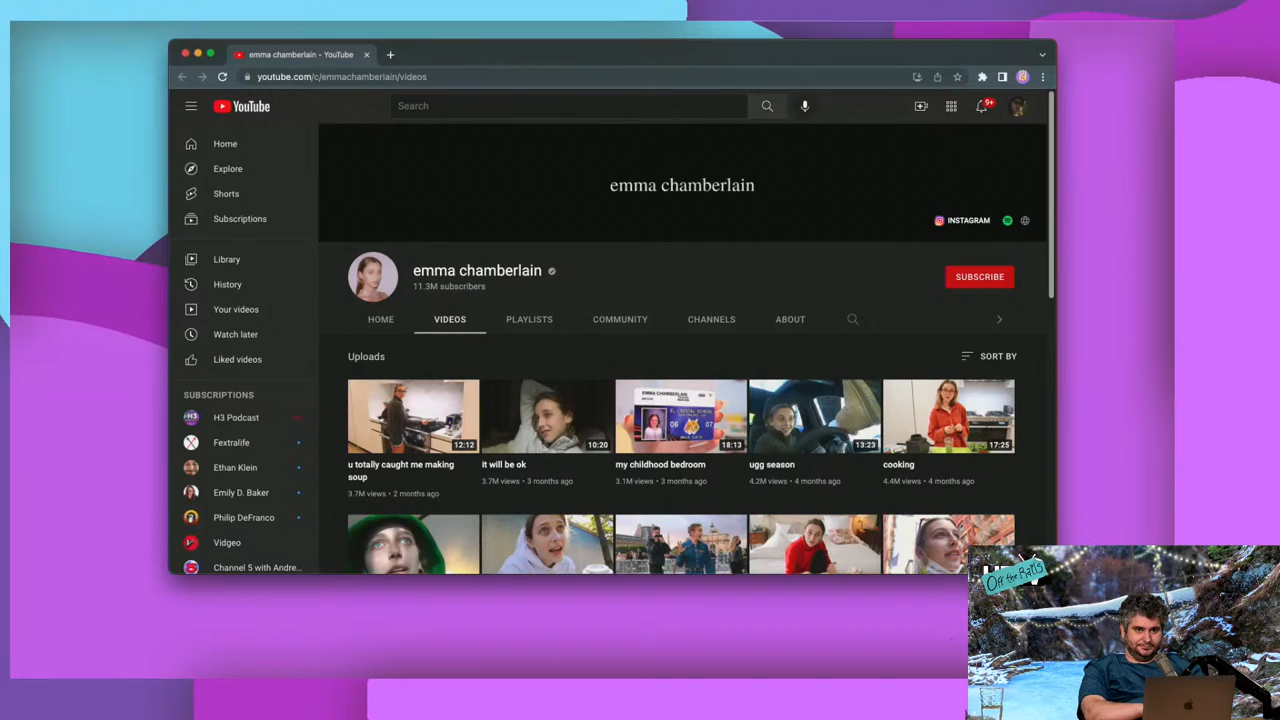 emma chamberlain - YouTube
youtube.com/c/emmachamberlain/videos
YouTube
Search
9+
Home
Explore
Shorts
Subscriptions
Library
History
Your videos
Watch later
Liked videos
SUBSCRIPTIONS
H3 Podcast
Fextralife
Ethan Klein
Emily D. Baker
Philip DeFranco
Vidgeo
Channel 5 with Andre...
emma chamberlain
INSTAGRAM
emma chamberlain
11.3M subscribers
SUBSCRIBE
HOME VIDEOS PLAYLISTS COMMUNITY CHANNELS ABOUT
Uploads
SORT BY
12:12
u totally caught me making
soup
3.7M views • 2 months ago
10:20
it will be ok
3.7M views • 3 months ago
EMMA CHAMBERLAIN
06 07
18:13
my childhood bedroom
3.1M views • 3 months ago
13:23
ugg season
4.2M views • 4 months ago
17:25
cooking
4.4M views • 4 months ago
Off the Rails